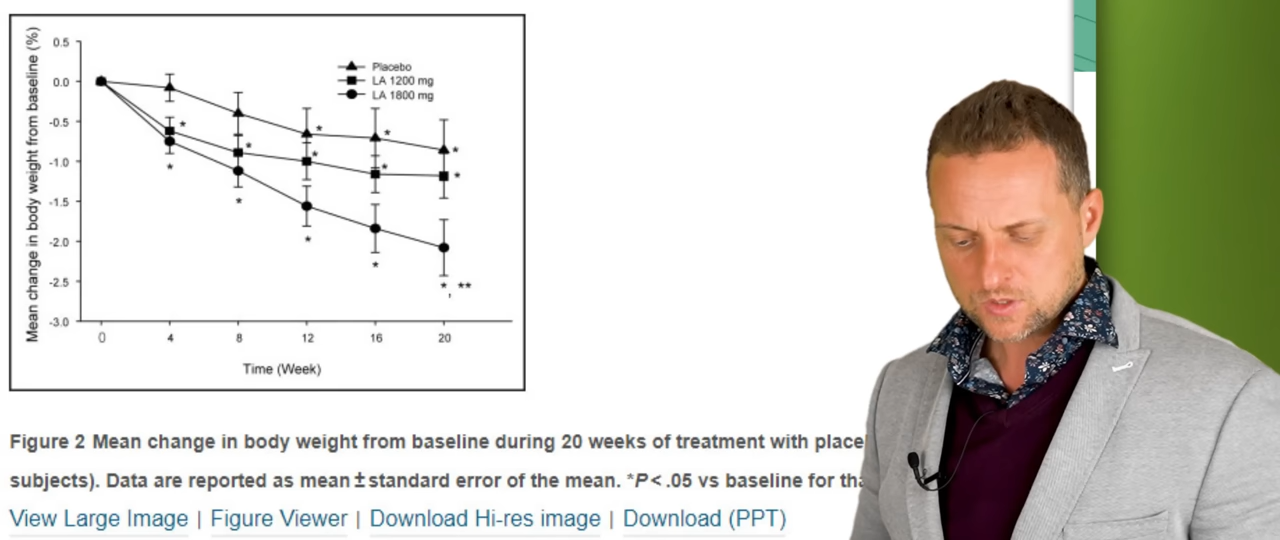 Mean change in body weight from baseline (%)
0.5
0.0
-0.5
-1.0
-1.5
-2.0
-2.5
-3.0
Placebo
LA 1200 mg
LA 1800 mg
*
*
*
*
*
*
*
*
*
*
*
*
*
*, **
0 4 8 12 16 20
Time (Week)
Figure 2 Mean change in body weight from baseline during 20 weeks of treatment with
subjects). Data are reported as mean ± standard error of the mean. *P< .05 vs baseline for
View Large Image | Figure Viewer | Download Hi-res image | Download (PPT)